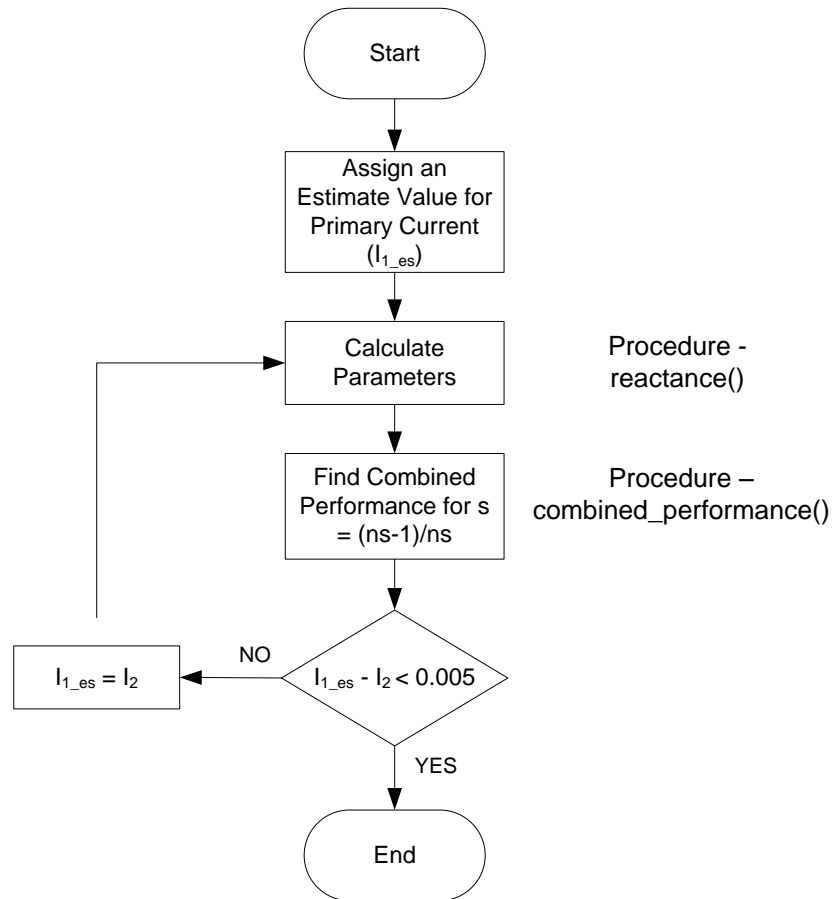 Start
Assign an
Estimate Value for
Primary Current
(I1_es)
Calculate
Parameters
Procedure -
reactance()
Find Combined
Performance for s
= (ns-1)/ns
Procedure –
combined_performance()
I1_es - I2 < 0.005
NO
I1_es = I2
YES
End